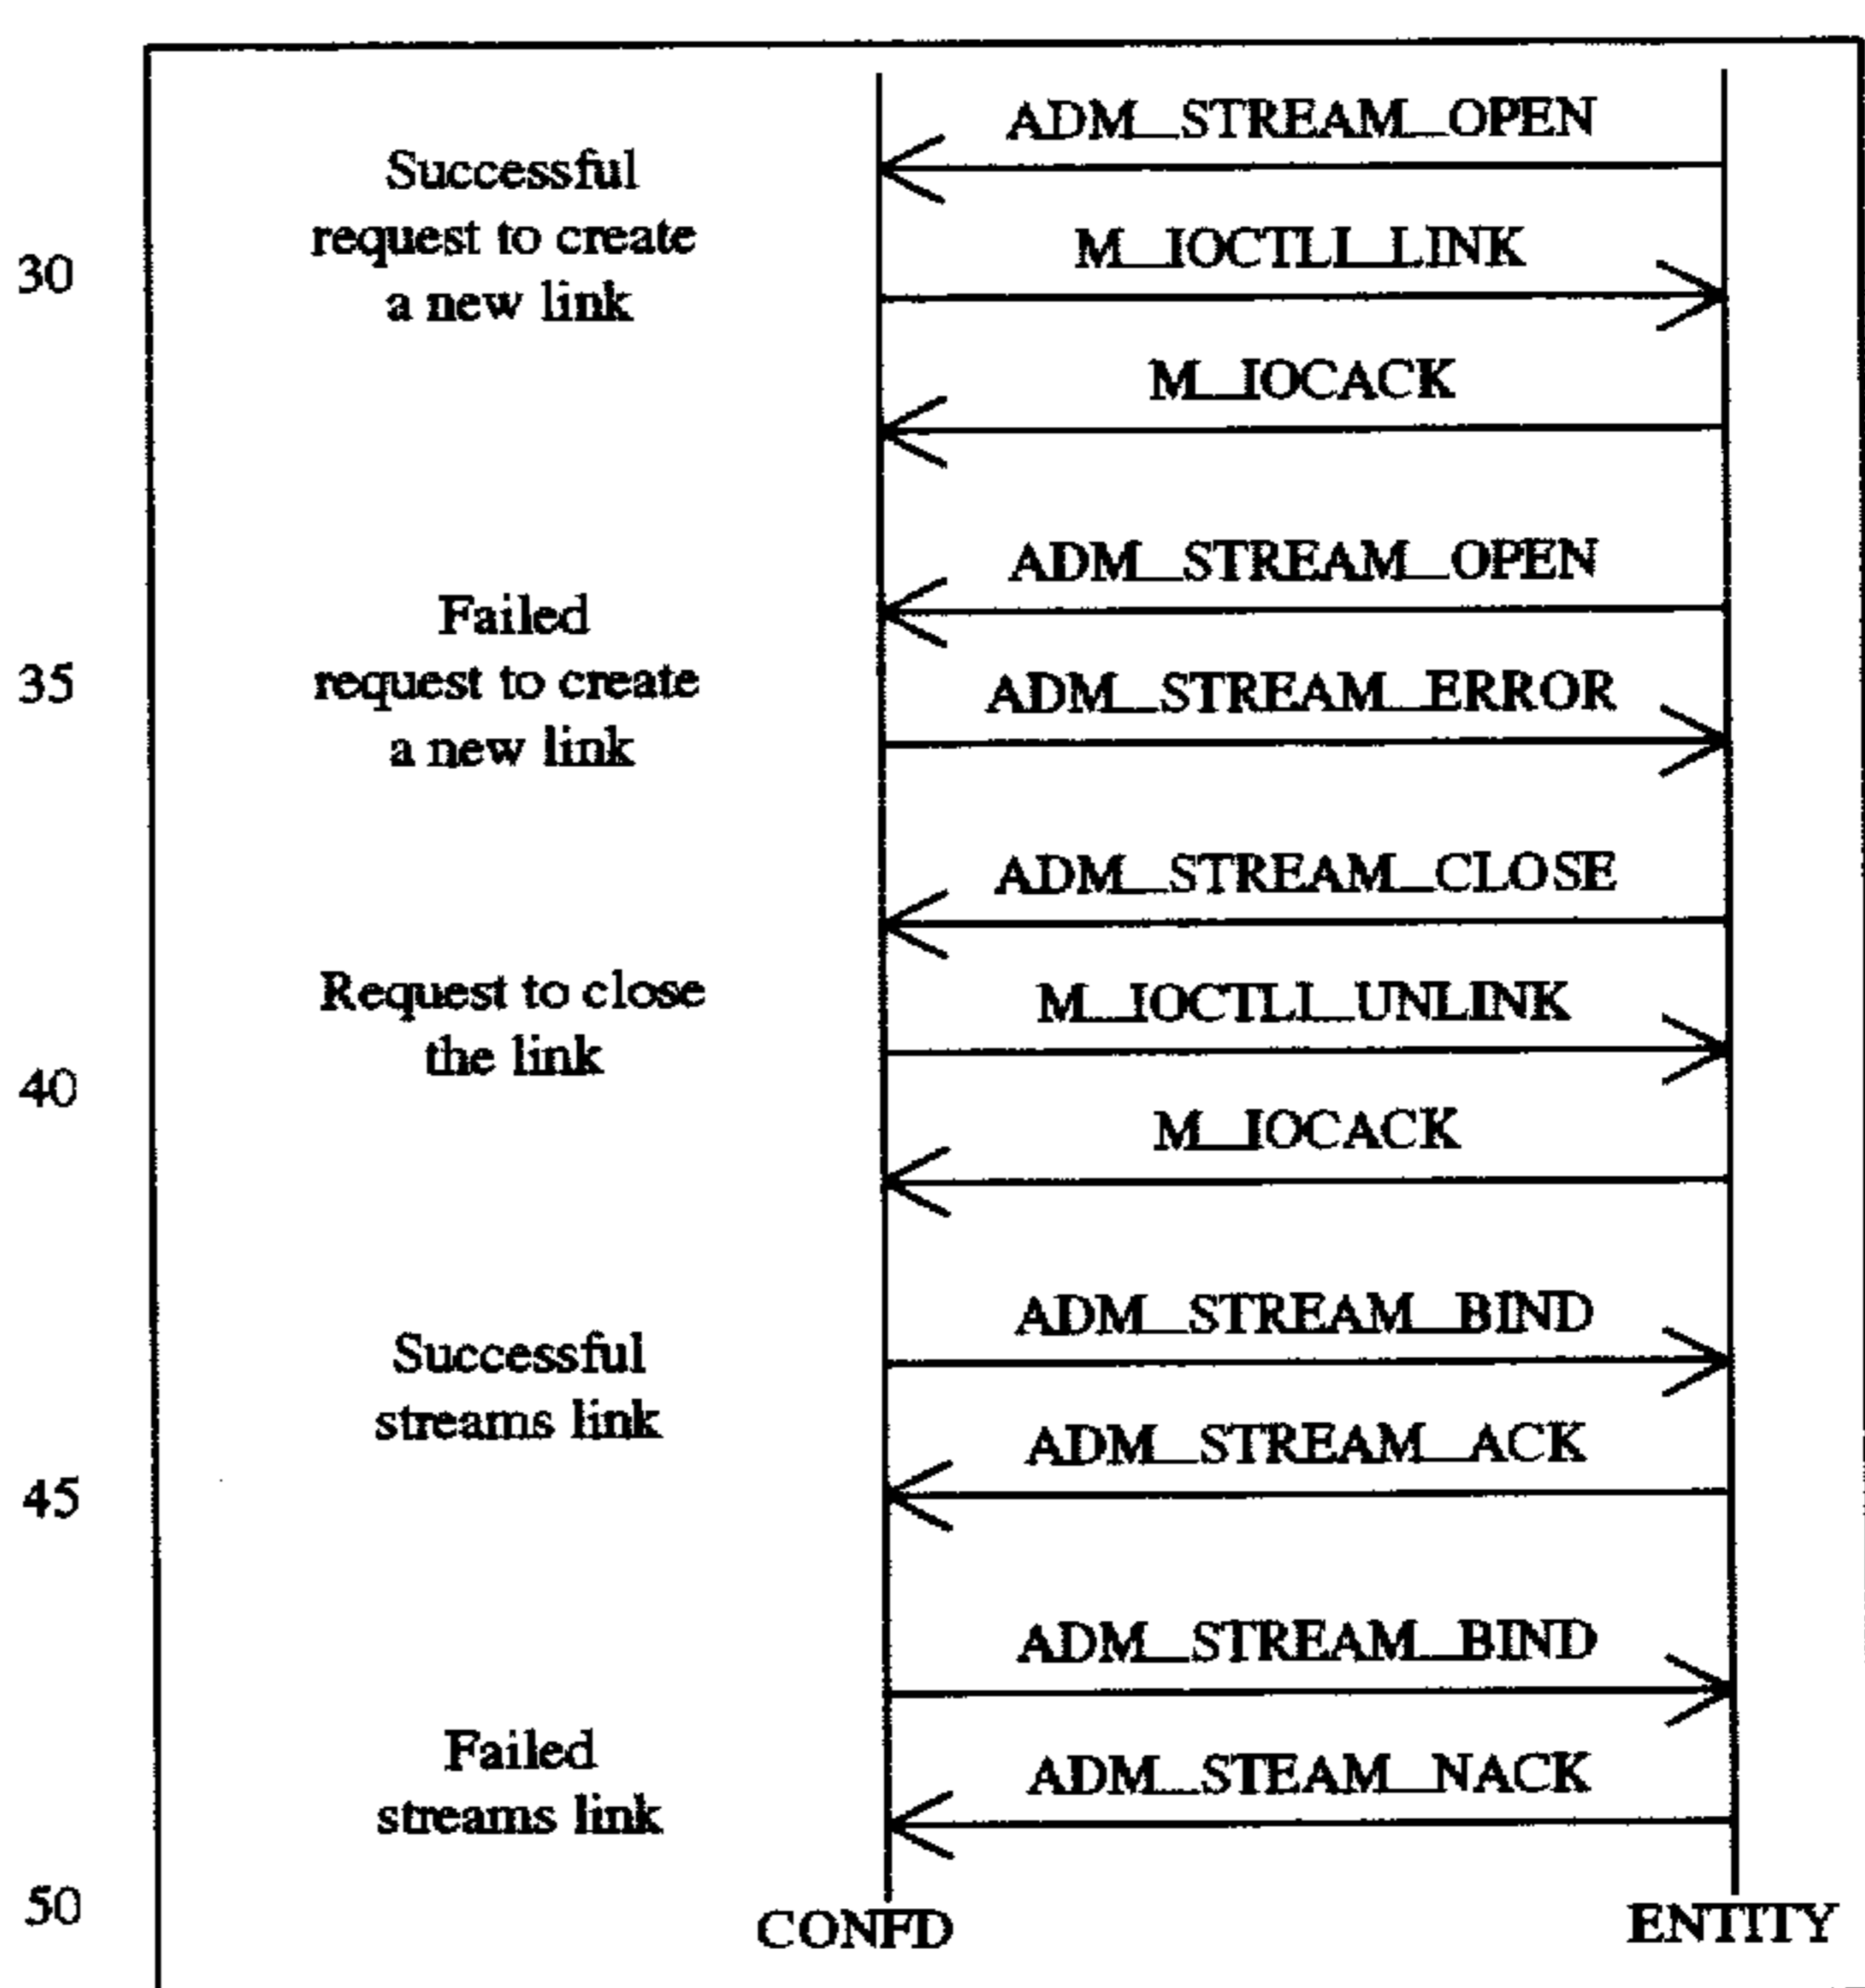 ADM_STREAM_OPEN
Successful
request to create
a new link
30
M_IOCTLI_LINK
M_IOCACK
ADM_STREAM_OPEN
Failed
request to create
a new link
35
ADM_STREAM_ERROR
ADM_STREAM_CLOSE
Request to close
the link
M_IOCTLI_UNLINK
40
M_IOCACK
ADM_STREAM_BIND
Successful
streams link
ADM_STREAM_ACK
45
ADM_STREAM_BIND
Failed
streams link
ADM_STEAM_NACK
50
CONFD
ENTITY